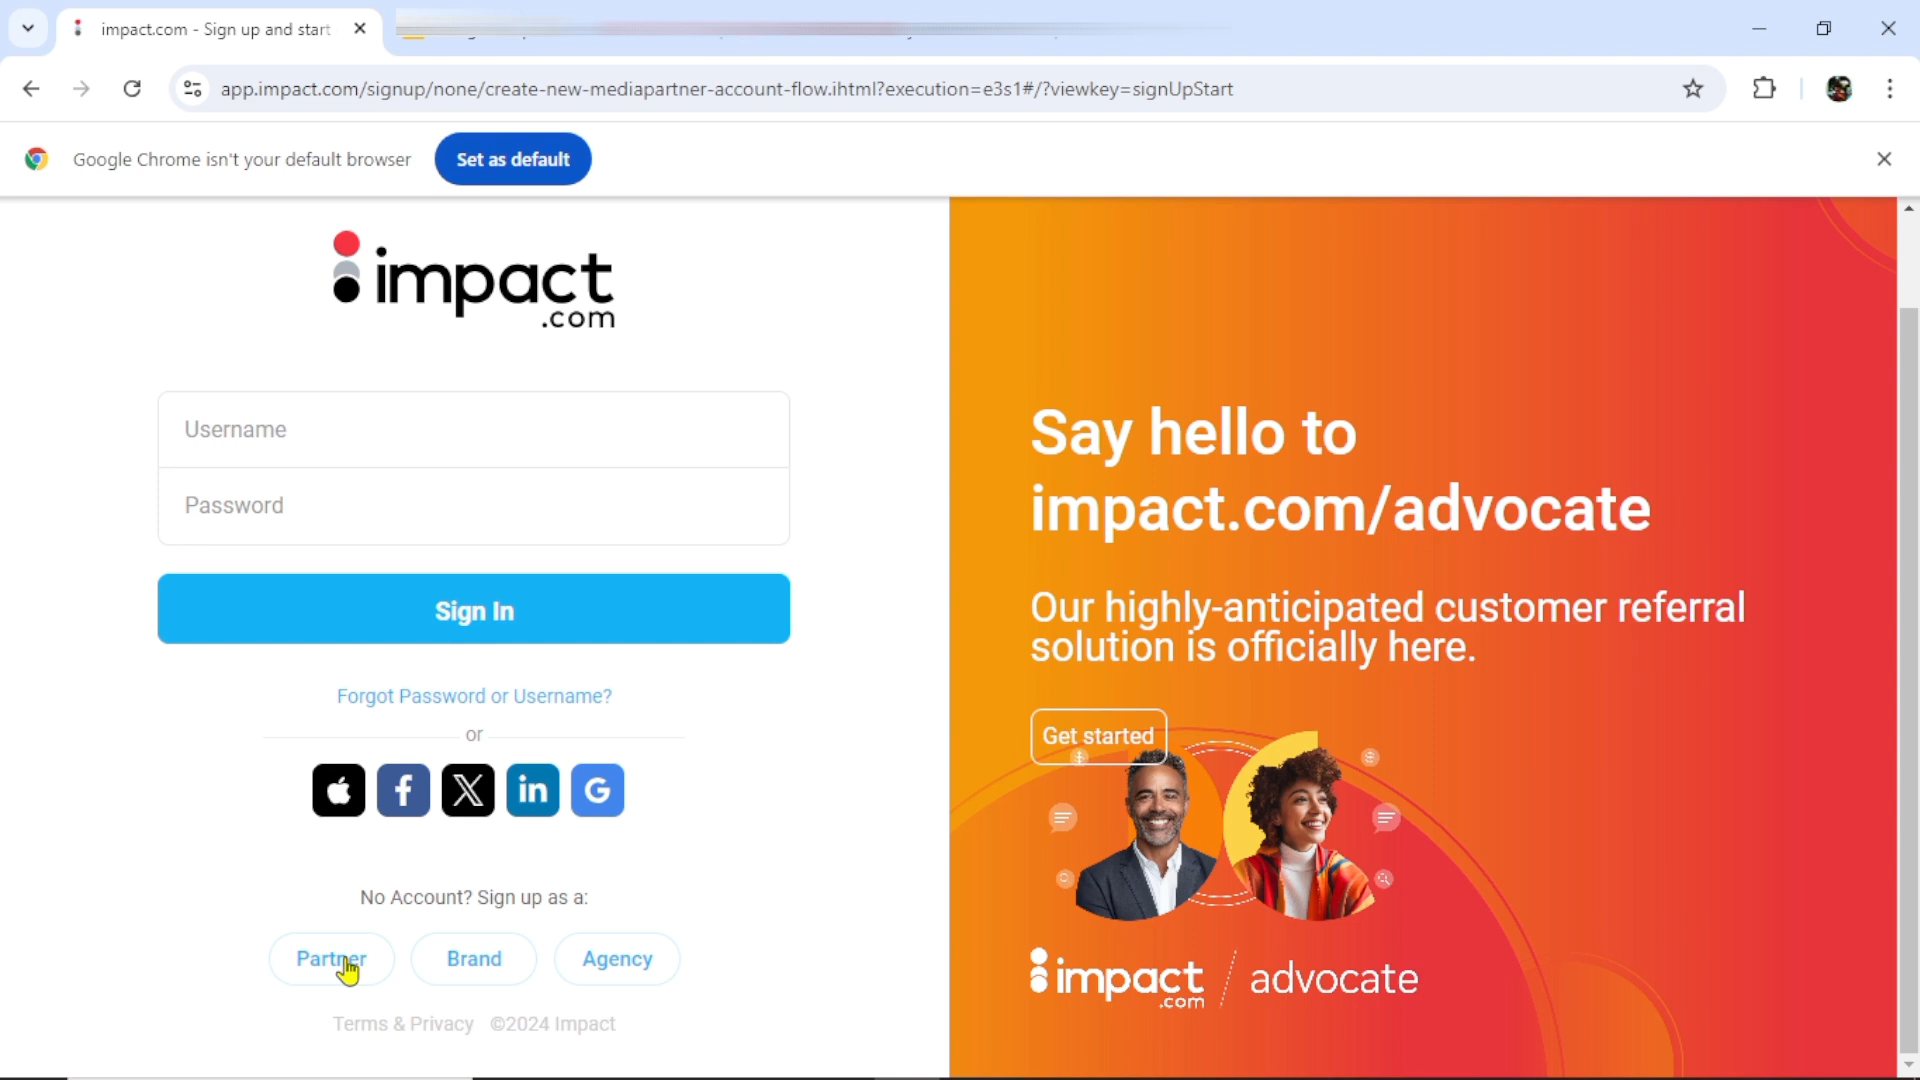 impact.com - Sign up and start
app.impact.com/signup/none/create-new-mediapartner-account-flow.ihtml?execution=e3s1#/?viewkey=signUpStart
Google Chrome isn't your default browser
Set as default
impact
.com
Username
Password
Sign In
Forgot Password or Username?
or
No Account? Sign up as a:
Partner
Brand
Agency
Terms & Privacy ©2024 Impact
Say hello to
impact.com/advocate
Our highly-anticipated customer referral
solution is officially here.
Get started
impact
.com
advocate